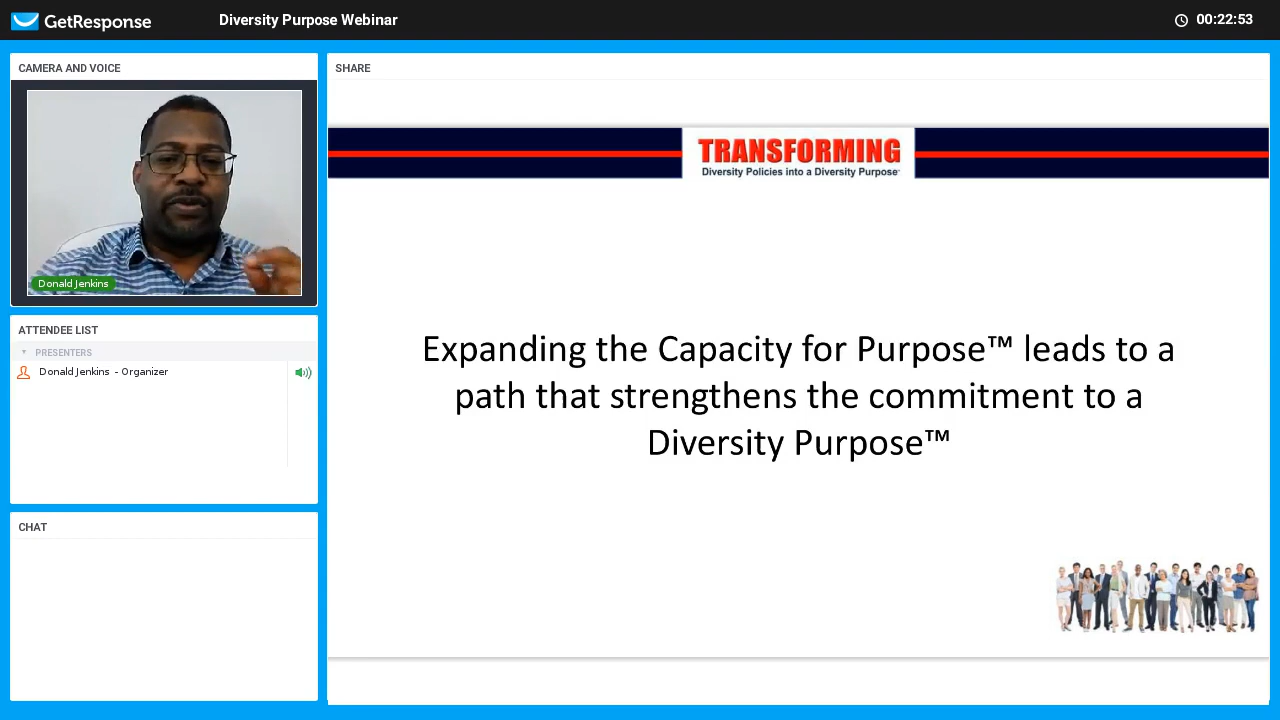 GetResponse
Diversity Purpose Webinar
00:22:53
CAMERA AND VOICE
Donald Jenkins
ATTENDEE LIST
PRESENTERS
Donald Jenkins - Organizer
CHAT
SHARE
TRANSFORMING
Diversity Policies into a Diversity Purpose
Expanding the Capacity for Purpose™ leads to a
path that strengthens the commitment to a
Diversity Purpose™